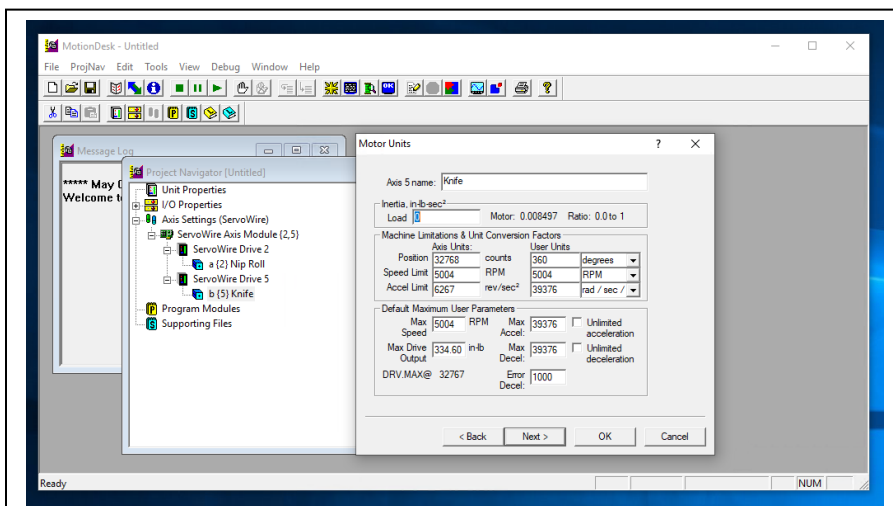 MotionDesk - Untitled
File ProjNav Edit Tools View Debug Window Help
Message Log
***** May
Welcome t
Project Navigator [Untitled]
Unit Properties
I/O Properties
Axis Settings (ServoWire)
ServoWire Axis Module {2,5}
ServoWire Drive 2
a {2} Nip Roll
ServoWire Drive 5
b {5} Knife
Program Modules
Supporting Files
Motor Units
Axis 5 name: Knife
Inertia, in-lb-sec²
Load 0 Motor: 0.008497 Ratio: 0.0 to 1
Machine Limitations & Unit Conversion Factors
Axis Units: User Units
Position 32768 counts 360 degrees
Speed Limit 5004 RPM 5004 RPM
Accel Limit 6267 rev/sec² 39376 rad / sec /
Default Maximum User Parameters
Max Speed 5004 RPM Max Accel: 39376 Unlimited acceleration
Max Drive Output 334.60 in-lb Max Decel: 39376 Unlimited deceleration
DRV.MAX@ 32767 Error Decel: 1000
< Back Next > OK Cancel
Ready NUM